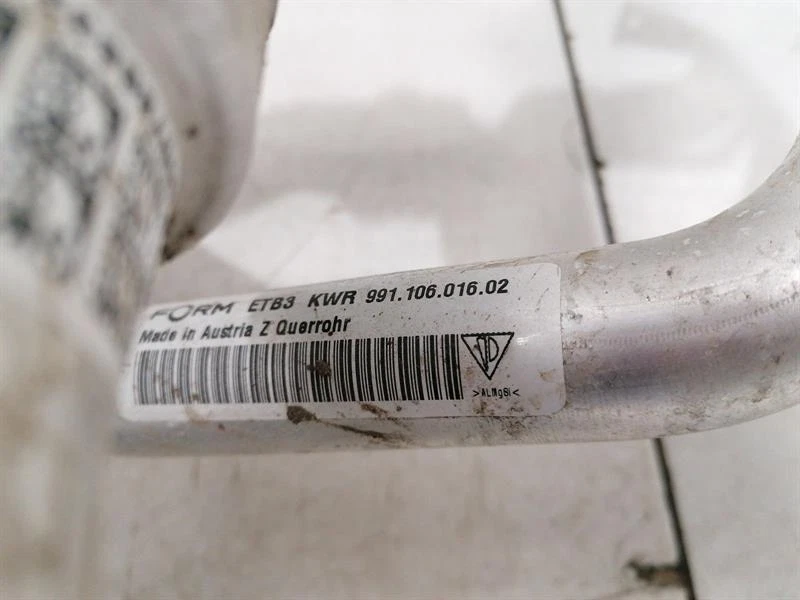 FORM ETB3 KWR 991.106.016.02
Made in Austria Z Querrohr
>ALMgSi<